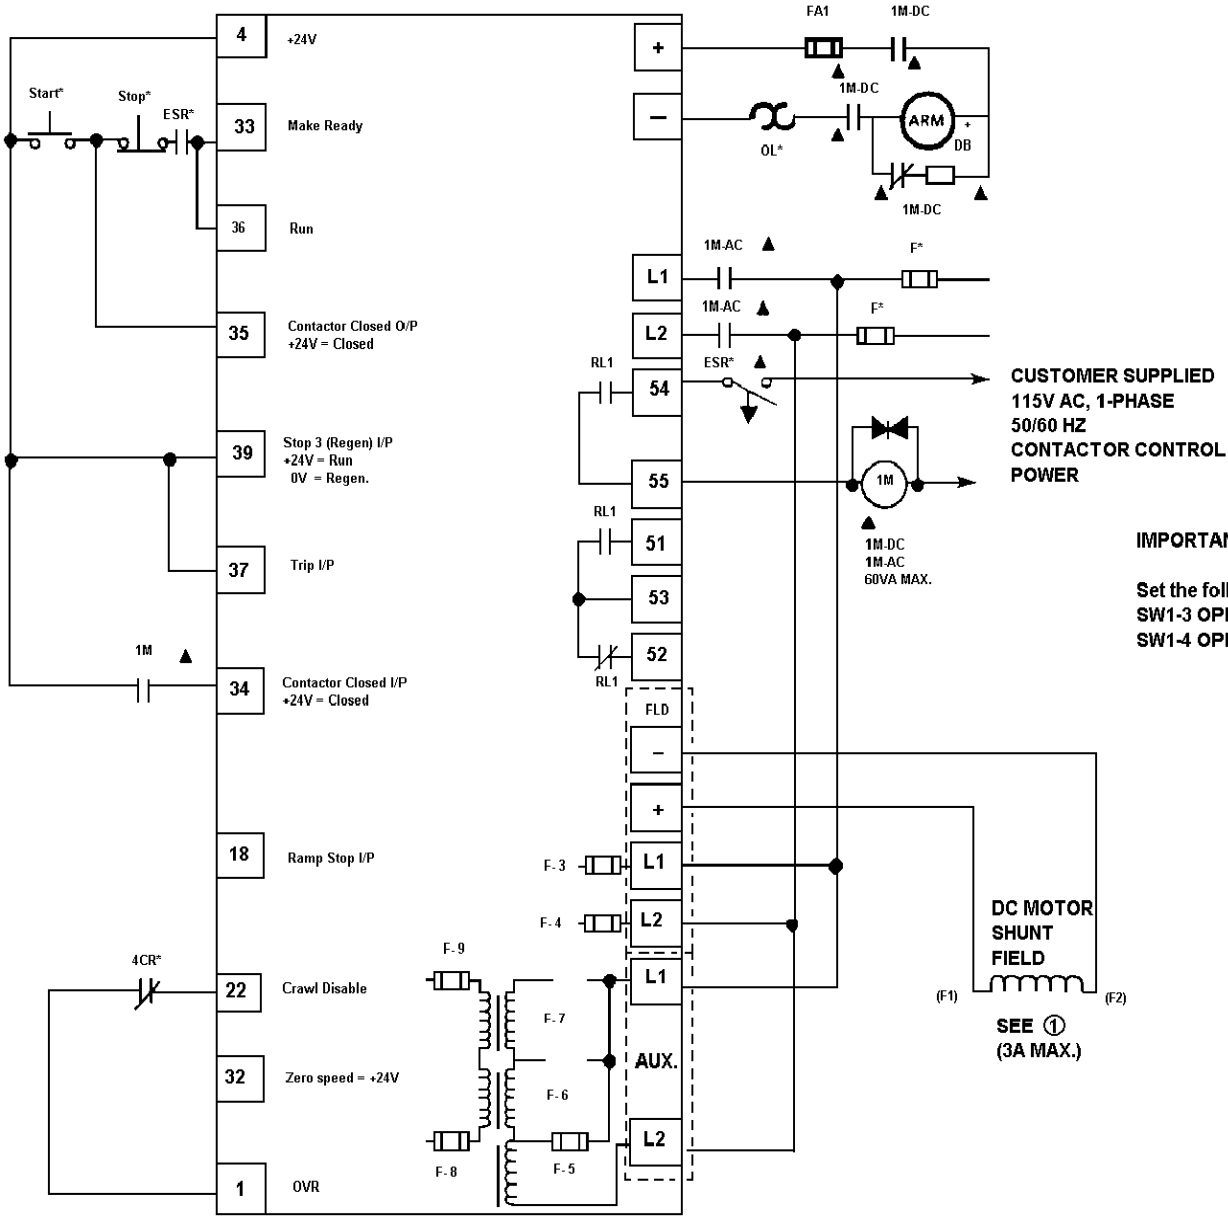 4
+24V
Start*
Stop*
ESR*
33
Make Ready
36
Run
35
Contactor Closed O/P
+24V = Closed
39
Stop 3 (Regen) I/P
+24V = Run
0V = Regen.
37
Trip I/P
1M
34
Contactor Closed I/P
+24V = Closed
18
Ramp Stop I/P
4CR*
22
Crawl Disable
32
Zero speed = +24V
1
OVR
+
FA1
1M-DC
−
OL*
1M-DC
ARM
+
DB
1M-DC
L1
1M-AC
F*
L2
1M-AC
F*
RL1
54
ESR*
55
1M
CUSTOMER SUPPLIED
115V AC, 1-PHASE
50/60 HZ
CONTACTOR CONTROL
POWER
1M-DC
1M-AC
60VA MAX.
RL1
51
53
52
RL1
IMPORTAN
Set the foll
SW1-3 OPI
SW1-4 OPI
FLD
−
+
F-3
L1
F-4
L2
F-9
L1
F-7
AUX.
F-6
L2
F-8
F-5
DC MOTOR
SHUNT
FIELD
(F1)
(F2)
SEE ①
(3A MAX.)